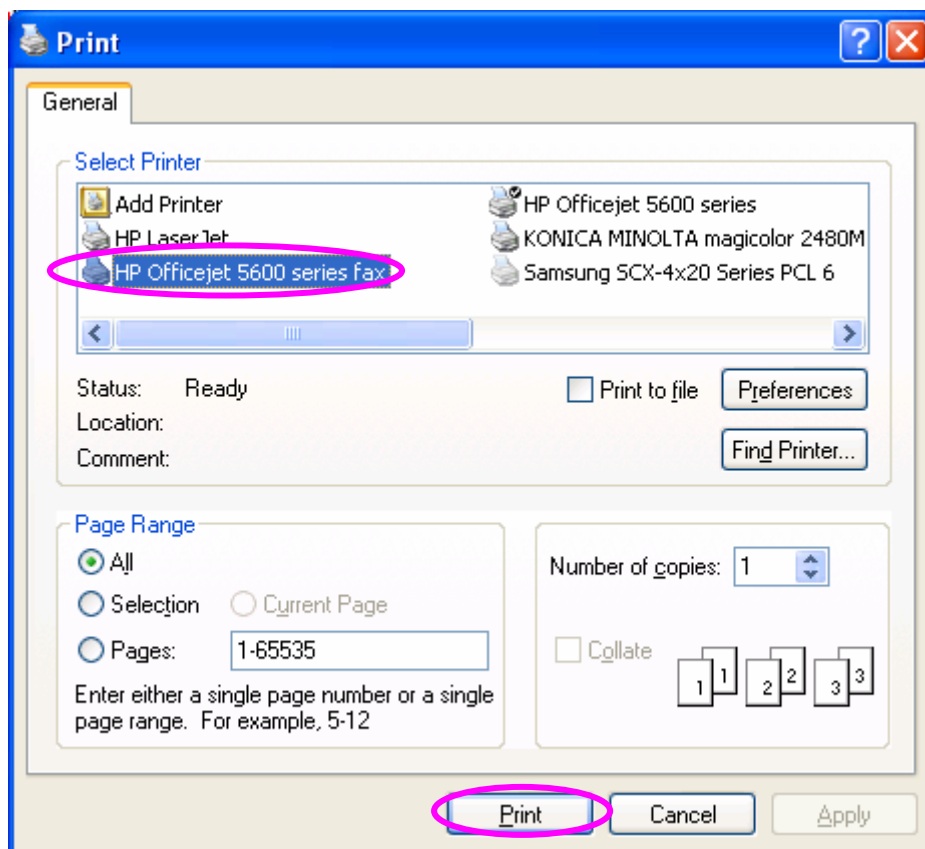 Print
General
Select Printer
Add Printer
HP LaserJet
HP Officejet 5600 series fax
HP Officejet 5600 series
KONICA MINOLTA magicolor 2480M
Samsung SCX-4x20 Series PCL 6
Status: Ready
Location:
Comment:
Print to file
Preferences
Find Printer...
Page Range
All
Selection
Current Page
Pages: 1-65535
Enter either a single page number or a single
page range. For example, 5-12
Number of copies: 1
Collate
1 1 2 2 3 3
Print
Cancel
Apply